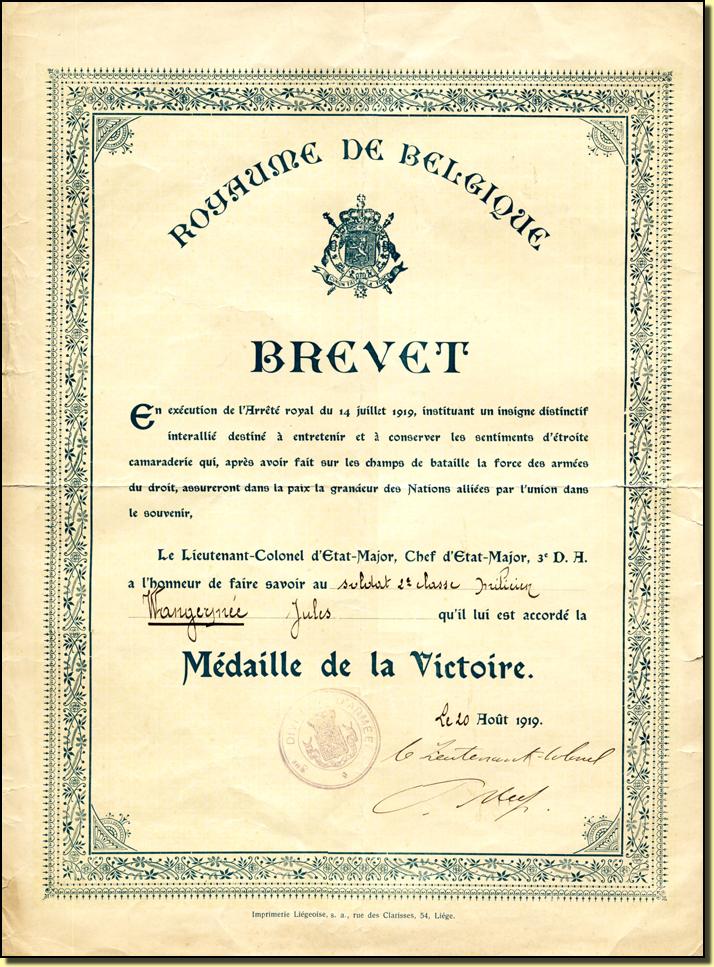 ROYAUME DE BELGIQUE
BREVET
En exécution de l'Arrêté royal du 14 juillet 1919, instituant un insigne distinctif
interallié destiné à entretenir et à conserver les sentiments d'étroite
camaraderie qui, après avoir fait sur les champs de bataille la force des armées
du droit, assureront dans la paix la grandeur des Nations alliées par l'union dans
le souvenir,
Le Lieutenant-Colonel d'Etat-Major, Chef d'Etat-Major, 3e D. A.
a l'honneur de faire savoir au soldat 2e classe milicien
Wangermée Jules qu'il lui est accordé la
Médaille de la Victoire.
Le 20 Août 1919.
Le Lieutenant-Colonel
D'ARMÉE
Imprimerie Liégeoise, s. a., rue des Clarisses, 54, Liége.